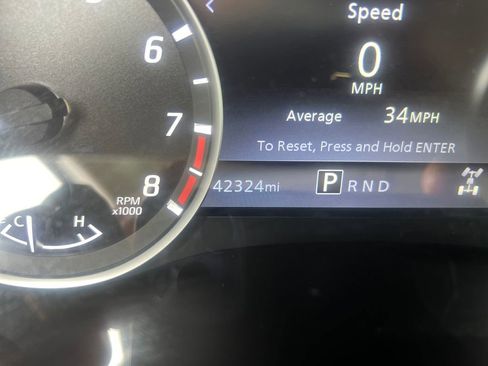 Speed
0
MPH
Average 34MPH
To Reset, Press and Hold ENTER
42324mi P R N D
6
7
8
RPM
x1000
C H